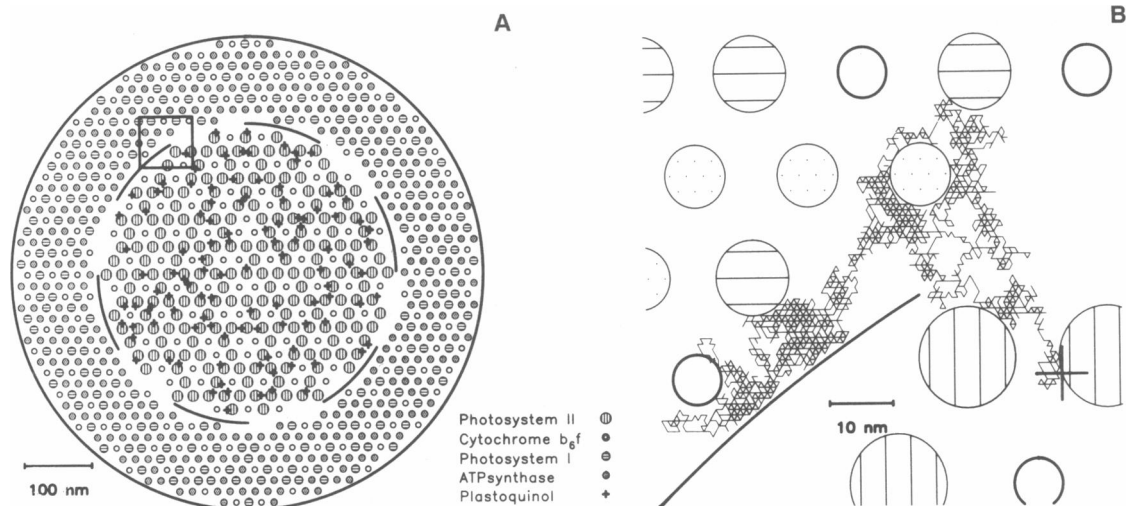 A
B
Photosystem II
Cytochrome b₆f
Photosystem I
ATPsynthase
Plastoquinol
100 nm
10 nm